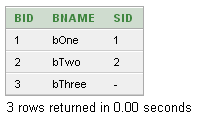 BID BNAME SID
1 bOne 1
2 bTwo 2
3 bThree -
3 rows returned in 0.00 seconds